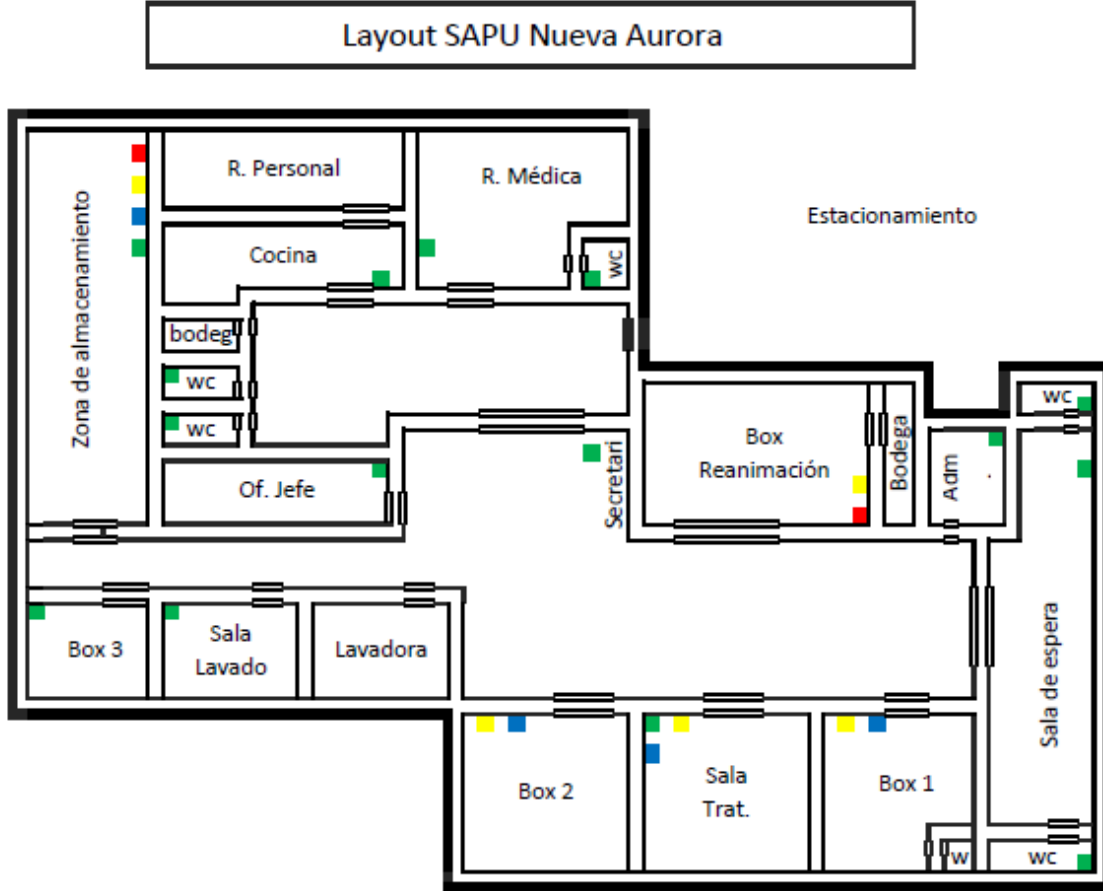 Layout SAPU Nueva Aurora
R. Personal
R. Médica
Estacionamiento
Zona de almacenamiento
Cocina
wc
bodeg
wc
wc
wc
Box
Reanimación
Bodega
Adm
.
Of. Jefe
Secretari
Sala de espera
Box 3
Sala
Lavado
Lavadora
Box 2
Sala
Trat.
Box 1
w
wc